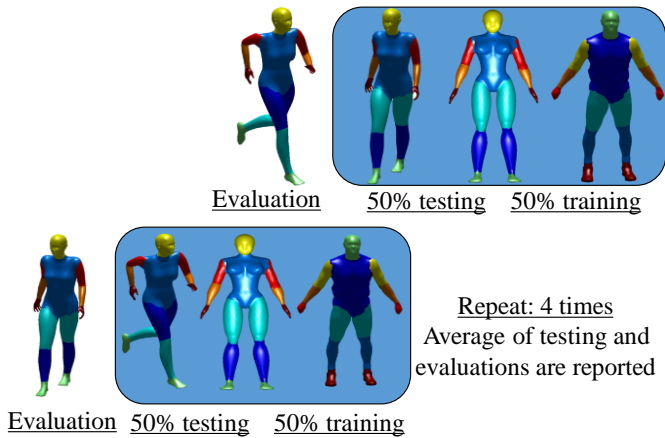 Evaluation 50% testing 50% training
Repeat: 4 times
Average of testing and
evaluations are reported
Evaluation 50% testing 50% training